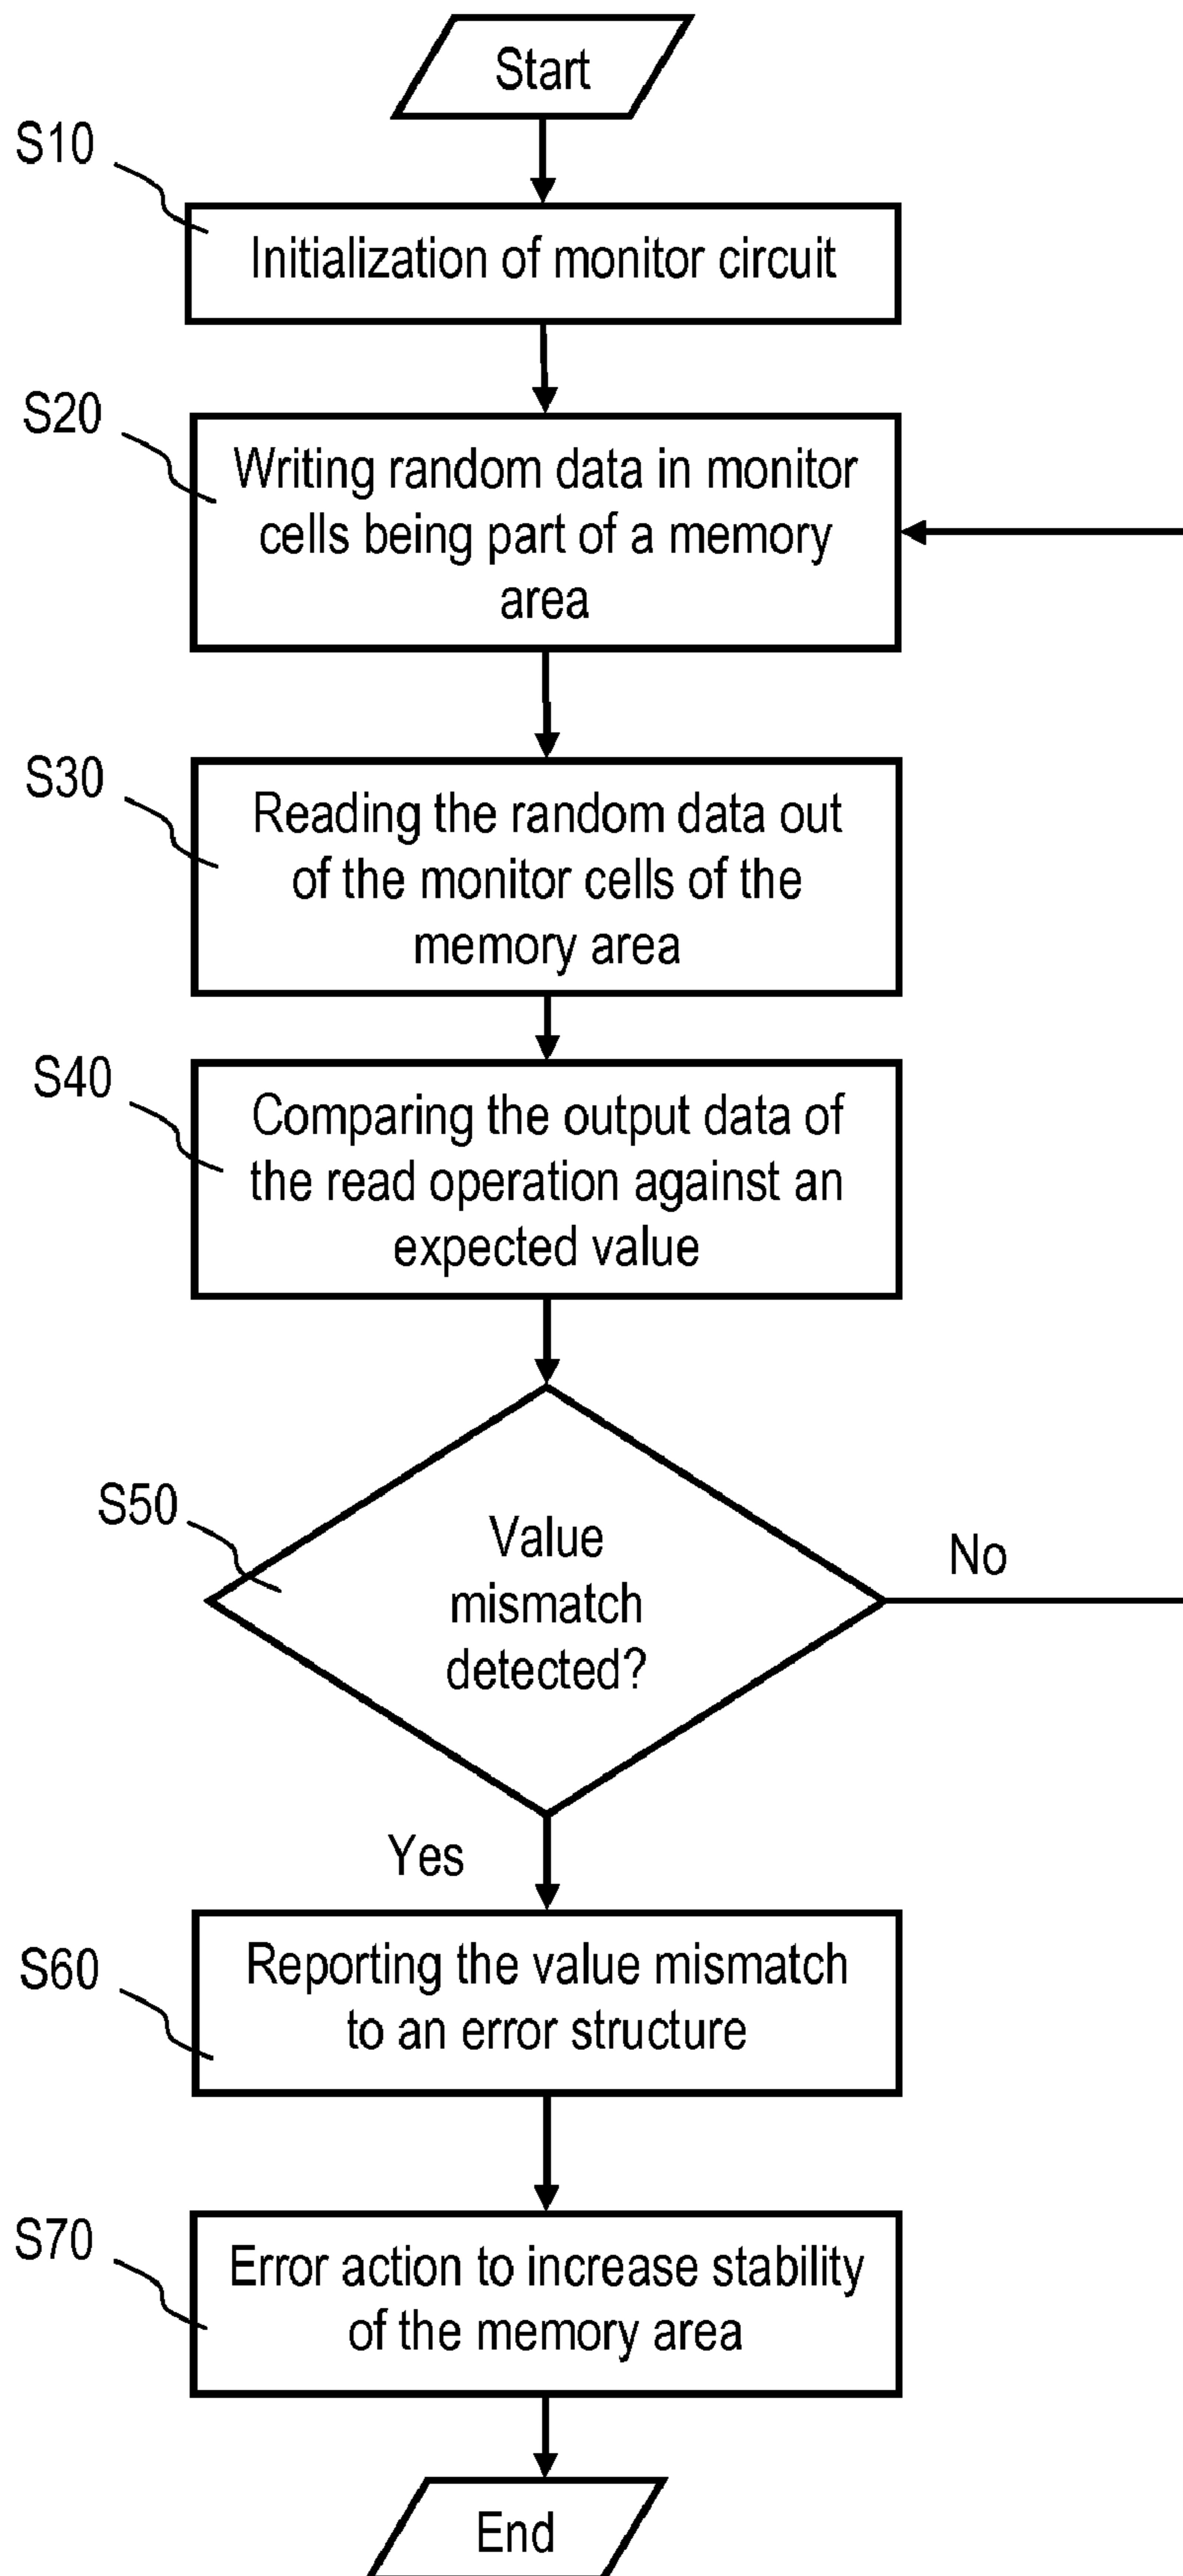 Start
S10
Initialization of monitor circuit
S20
Writing random data in monitor
cells being part of a memory
area
S30
Reading the random data out
of the monitor cells of the
memory area
S40
Comparing the output data of
the read operation against an
expected value
S50
Value
mismatch
detected?
No
Yes
S60
Reporting the value mismatch
to an error structure
S70
Error action to increase stability
of the memory area
End